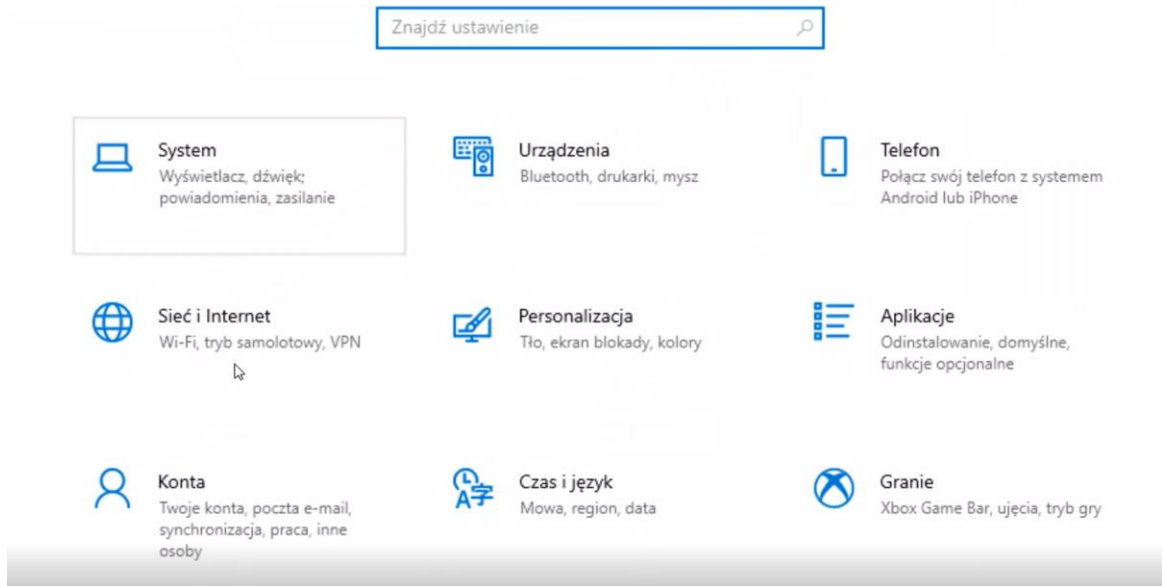 Znajdź ustawienie
System
Wyświetlacz, dźwięk;
powiadomienia, zasilanie
Urządzenia
Bluetooth, drukarki, mysz
Telefon
Połącz swój telefon z systemem
Android lub iPhone
Sieć i Internet
Wi-Fi, tryb samolotowy, VPN
Personalizacja
Tło, ekran blokady, kolory
Aplikacje
Odinstalowanie, domyślne,
funkcje opcjonalne
Konta
Twoje konta, poczta e-mail,
synchronizacja, praca, inne
osoby
Czas i język
Mowa, region, data
Granie
Xbox Game Bar, ujęcia, tryb gry